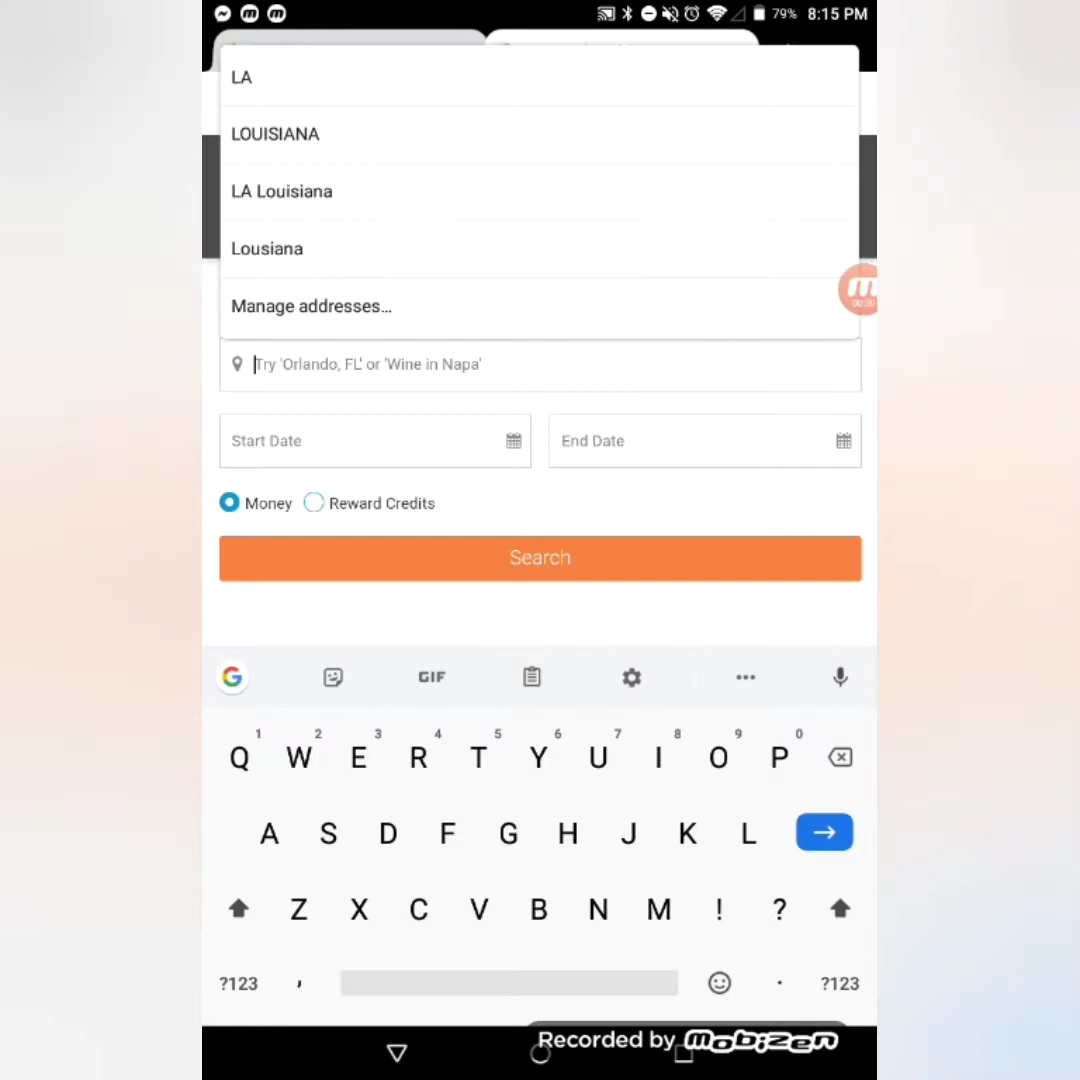 79% 8:15 PM
LA
LOUISIANA
LA Louisiana
Lousiana
Manage addresses...
00:20
Try 'Orlando, FL' or 'Wine in Napa'
Start Date
End Date
Money
Reward Credits
Search
G GIF
1 2 3 4 5 6 7 8 9 0
Q W E R T Y U I O P
A S D F G H J K L
Z X C V B N M ! ?
?123 , . ?123
Recorded by mobizen